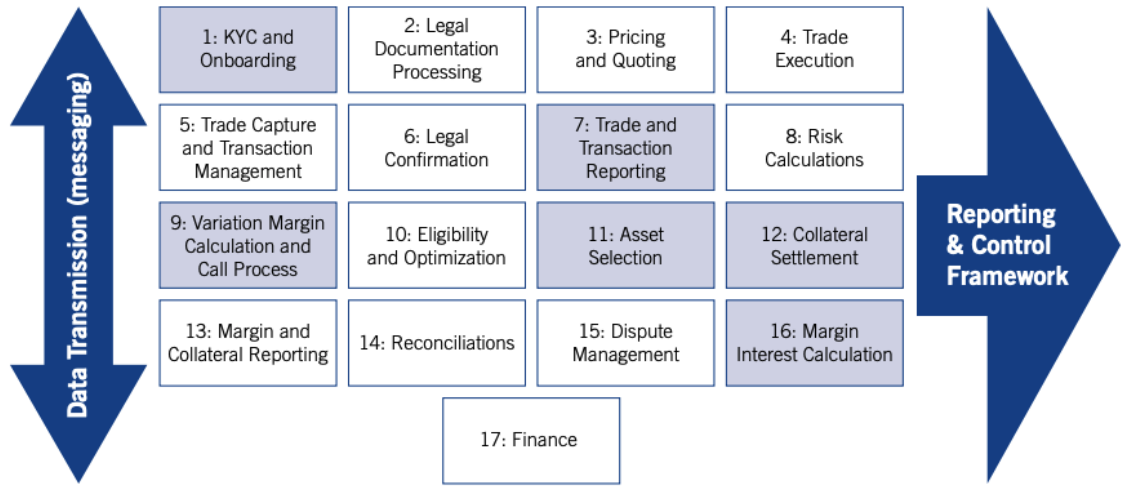 Data Transmission (messaging)
1: KYC and
Onboarding
2: Legal
Documentation
Processing
3: Pricing
and Quoting
4: Trade
Execution
5: Trade Capture
and Transaction
Management
6: Legal
Confirmation
7: Trade and
Transaction
Reporting
8: Risk
Calculations
9: Variation Margin
Calculation and
Call Process
10: Eligibility
and Optimization
11: Asset
Selection
12: Collateral
Settlement
13: Margin and
Collateral Reporting
14: Reconciliations
15: Dispute
Management
16: Margin
Interest Calculation
17: Finance
Reporting
& Control
Framework